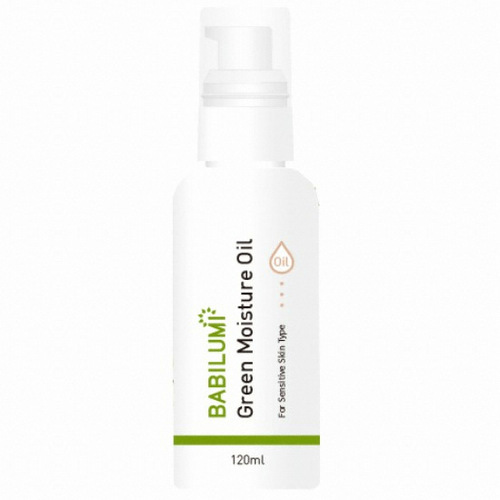 BABILUMI
Green Moisture Oil
Oil
For Sensitive Skin Type
120ml